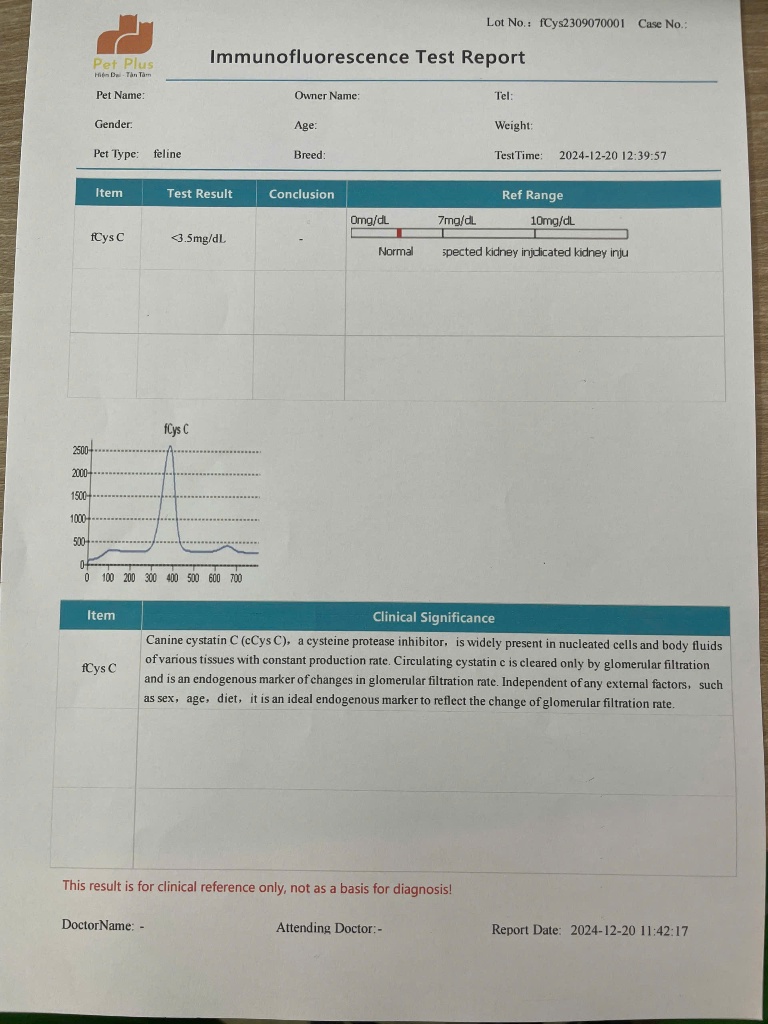 Lot No.: fCys2309070001 Case No.:
Pet Plus
Hiện Đại - Tận Tâm
Immunofluorescence Test Report
Pet Name: Owner Name: Tel:
Gender: Age: Weight:
Pet Type: feline Breed: TestTime: 2024-12-20 12:39:57
Item Test Result Conclusion Ref Range
0mg/dL 7mg/dL 10mg/dL
fCys C <3.5mg/dL -
Normal spected kidney injdicated kidney inju
fCys C
2500
2000
1500
1000
500
0
0 100 200 300 400 500 600 700
Item Clinical Significance
fCys C
Canine cystatin C (cCys C), a cysteine protease inhibitor, is widely present in nucleated cells and body fluids
of various tissues with constant production rate. Circulating cystatin c is cleared only by glomerular filtration
and is an endogenous marker of changes in glomerular filtration rate. Independent of any external factors, such
as sex, age, diet, it is an ideal endogenous marker to reflect the change of glomerular filtration rate.
This result is for clinical reference only, not as a basis for diagnosis!
DoctorName: - Attending Doctor:- Report Date: 2024-12-20 11:42:17